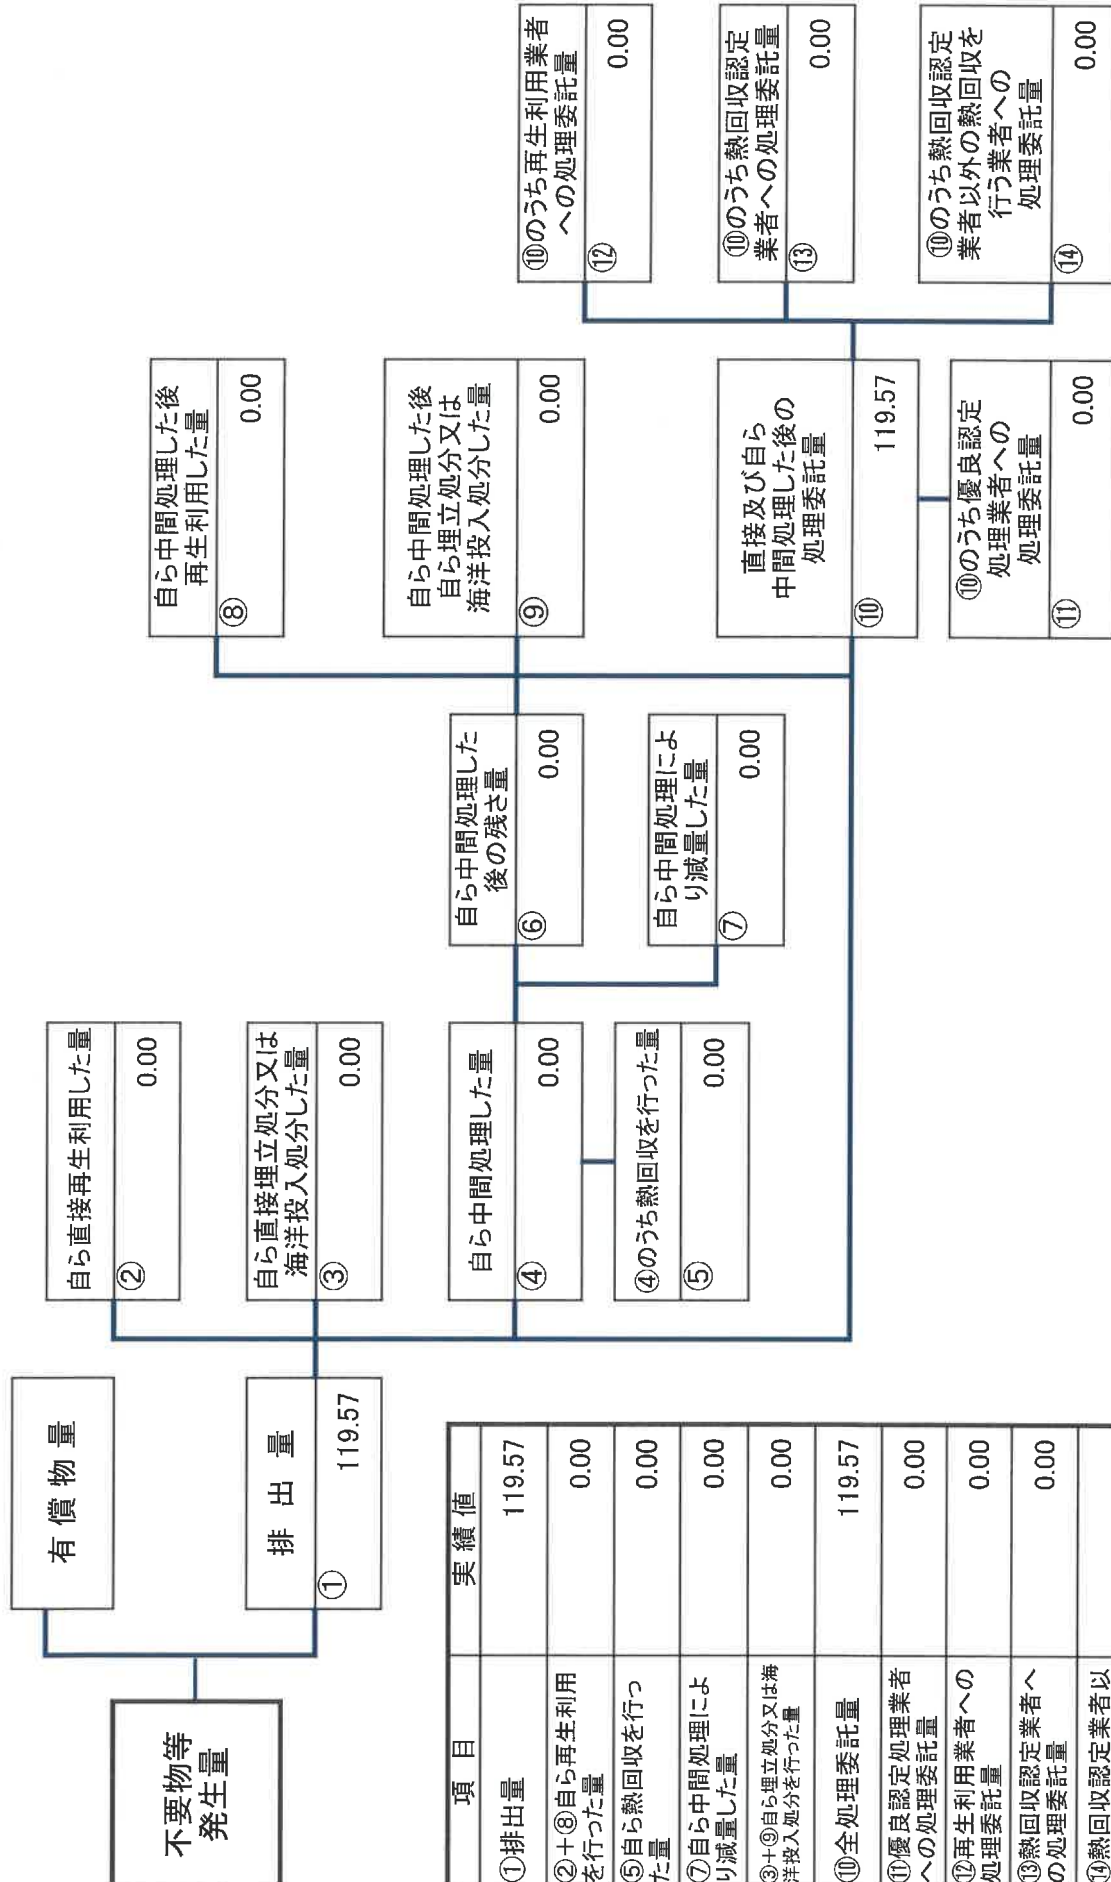 不要物等
発生量
有償物量
排出量
①
119.57
自ら直接再生利用した量
②
0.00
自ら直接埋立処分又は
海洋投入処分した量
③
0.00
自ら中間処理した量
④
0.00
④のうち熱回収を行った量
⑤
0.00
自ら中間処理した
後の残さ量
⑥
0.00
自ら中間処理によ
り減量した量
⑦
0.00
自ら中間処理した後
再生利用した量
⑧
0.00
自ら中間処理した後
自ら埋立処分又は
海洋投入処分した量
⑨
0.00
直接及び自ら
中間処理した後の
処理委託量
⑩
119.57
⑩のうち優良認定
処理業者への
処理委託量
⑪
0.00
⑩のうち再生利用業者
への処理委託量
⑫
0.00
⑩のうち熱回収認定
業者への処理委託量
⑬
0.00
⑩のうち熱回収認定
業者以外の熱回収を
行う業者への
処理委託量
⑭
0.00
項目
実績値
①排出量
119.57
②+⑧自ら再生利用
を行った量
0.00
⑤自ら熱回収を行っ
た量
0.00
⑦自ら中間処理によ
り減量した量
0.00
③+⑨自ら埋立処分又は海
洋投入処分を行った量
0.00
⑩全処理委託量
119.57
⑪優良認定処理業者
への処理委託量
0.00
⑫再生利用業者への
処理委託量
0.00
⑬熱回収認定業者へ
の処理委託量
0.00
⑭熱回収認定業者以